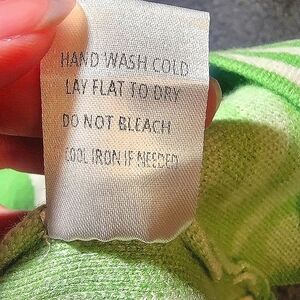 HAND WASH COLD
LAY FLAT TO DRY
DO NOT BLEACH
COOL IRON IF NEEDED